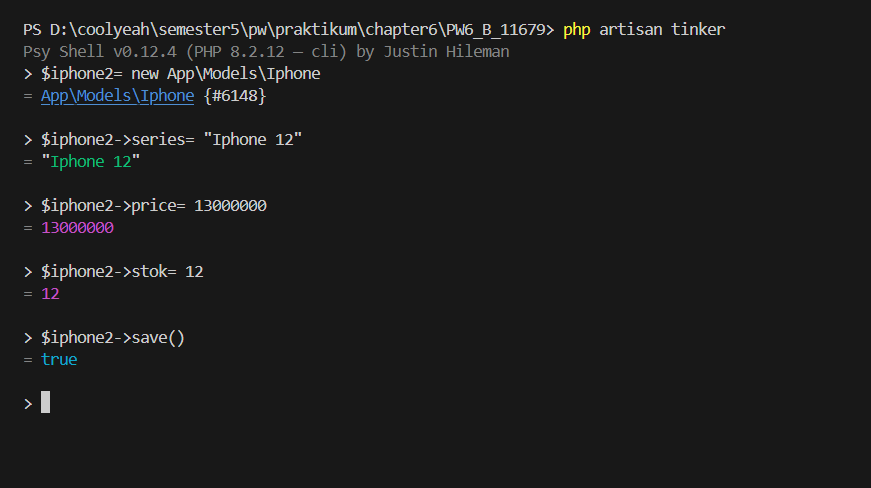 PS D:\coolyeah\semester5\pw\praktikum\chapter6\PW6_B_11679> php artisan tinker
Psy Shell v0.12.4 (PHP 8.2.12 — cli) by Justin Hileman
> $iphone2= new App\Models\Iphone
= App\Models\Iphone {#6148}
> $iphone2->series= "Iphone 12"
= "Iphone 12"
> $iphone2->price= 13000000
= 13000000
> $iphone2->stok= 12
= 12
> $iphone2->save()
= true
>